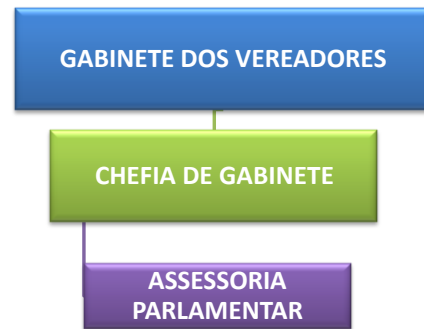 GABINETE DOS VEREADORES
CHEFIA DE GABINETE
ASSESSORIA
PARLAMENTAR